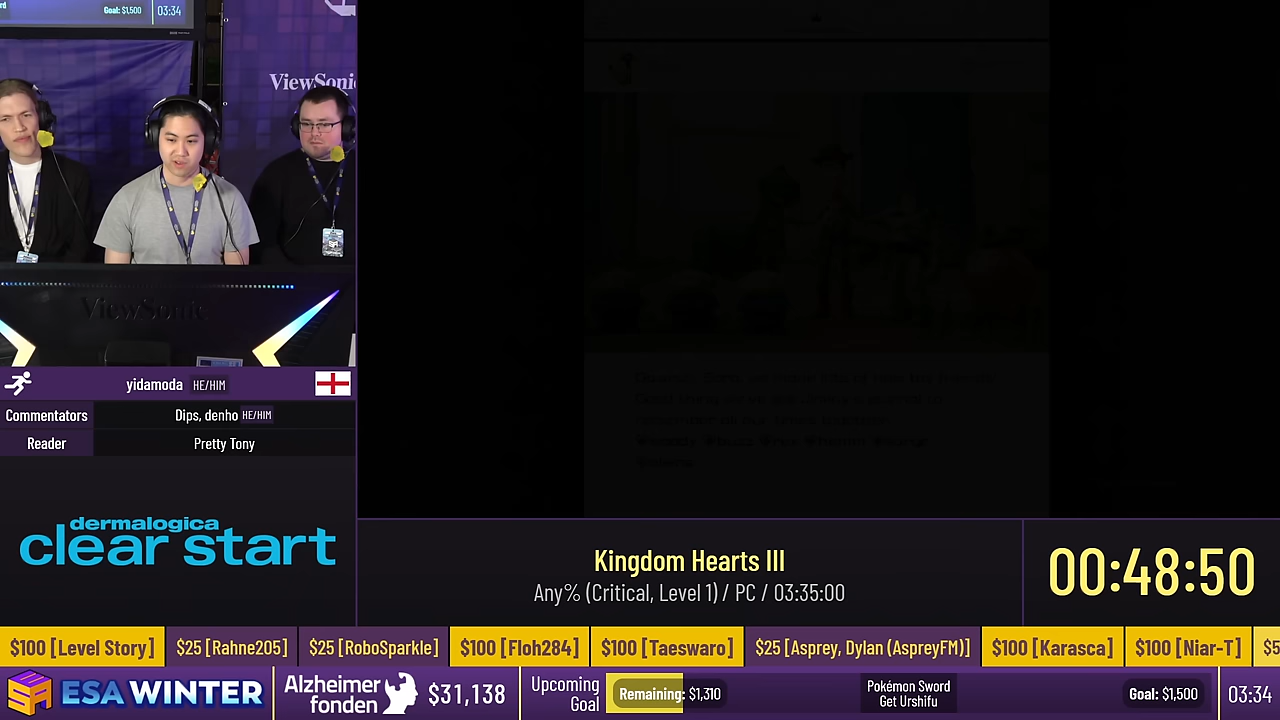 Goal: $1,500
03:34
ViewSonic
ViewSonic
yidamoda HE/HIM
Commentators
Dips, denho HE/HIM
Reader
Pretty Tony
dermalogica
clear start
Kingdom Hearts III
Any% (Critical, Level 1) / PC / 03:35:00
00:48:50
$100 [Level Story]
$25 [Rahne205]
$25 [RoboSparkle]
$100 [Floh284]
$100 [Taeswaro]
$25 [Asprey, Dylan (AspreyFM)]
$100 [Karasca]
$100 [Niar-T]
ESA WINTER
Alzheimer
fonden
$31,138
Upcoming
Goal
Remaining: $1,310
Pokémon Sword
Get Urshifu
Goal: $1,500
03:34